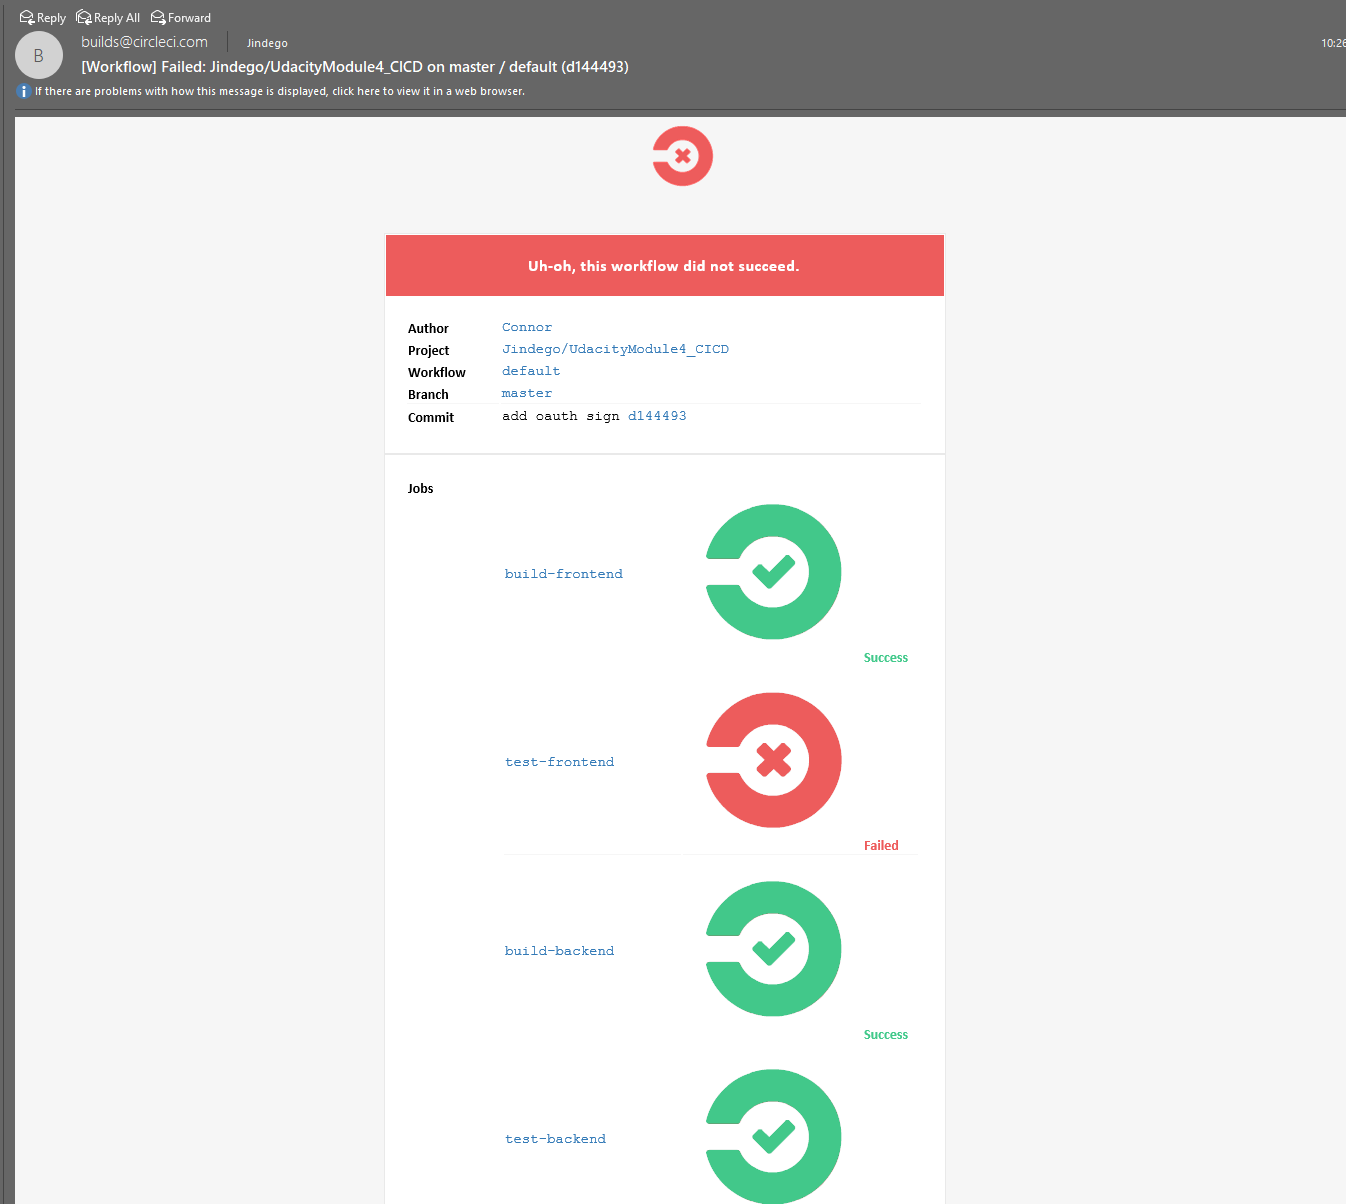 Reply Reply All Forward
B
builds@circleci.com Jindego
10:26
[Workflow] Failed: Jindego/UdacityModule4_CICD on master / default (d144493)
If there are problems with how this message is displayed, click here to view it in a web browser.
Uh-oh, this workflow did not succeed.
Author Connor
Project Jindego/UdacityModule4_CICD
Workflow default
Branch master
Commit add oauth sign d144493
Jobs
build-frontend
Success
test-frontend
Failed
build-backend
Success
test-backend